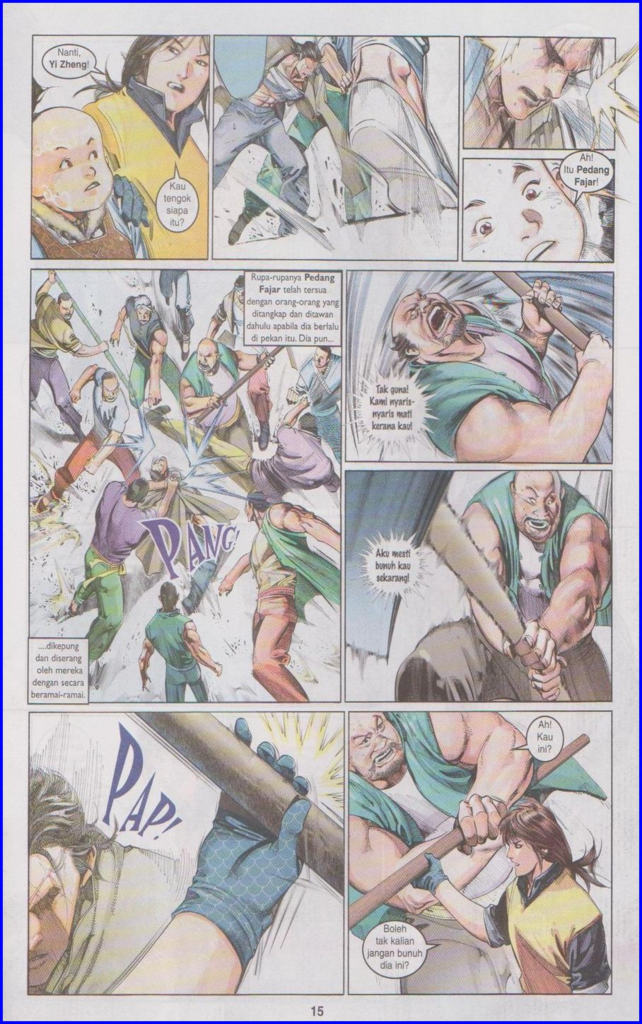 Nanti,
Yi Zheng!
Kau
tengok
siapa
itu?
Ah!
Itu Pedang
Fajar!
Rupa-rupanya Pedang
Fajar telah tersua
dengan orang-orang yang
ditangkap dan ditawan
dahulu apabila dia berlalu
di pekan itu. Dia pun...
PANG!
....dikepung
dan diserang
oleh mereka
dengan secara
beramai-ramai.
Tak guna!
Kami nyaris-
nyaris mati
kerana kau!
Aku mesti
bunuh kau
sekarang!
PAP!
Ah!
Kau
ini?
Boleh
tak kalian
jangan bunuh
dia ini?
15